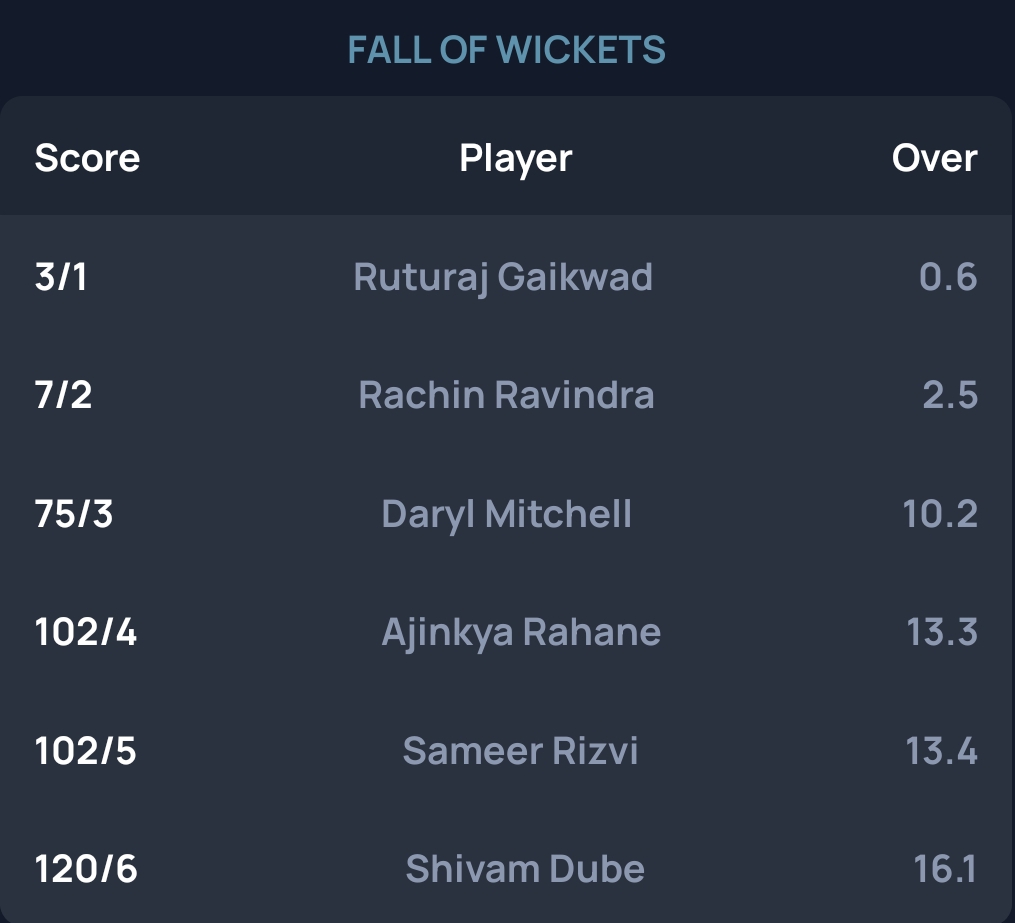 FALL OF WICKETS
Score Player Over
3/1 Ruturaj Gaikwad 0.6
7/2 Rachin Ravindra 2.5
75/3 Daryl Mitchell 10.2
102/4 Ajinkya Rahane 13.3
102/5 Sameer Rizvi 13.4
120/6 Shivam Dube 16.1